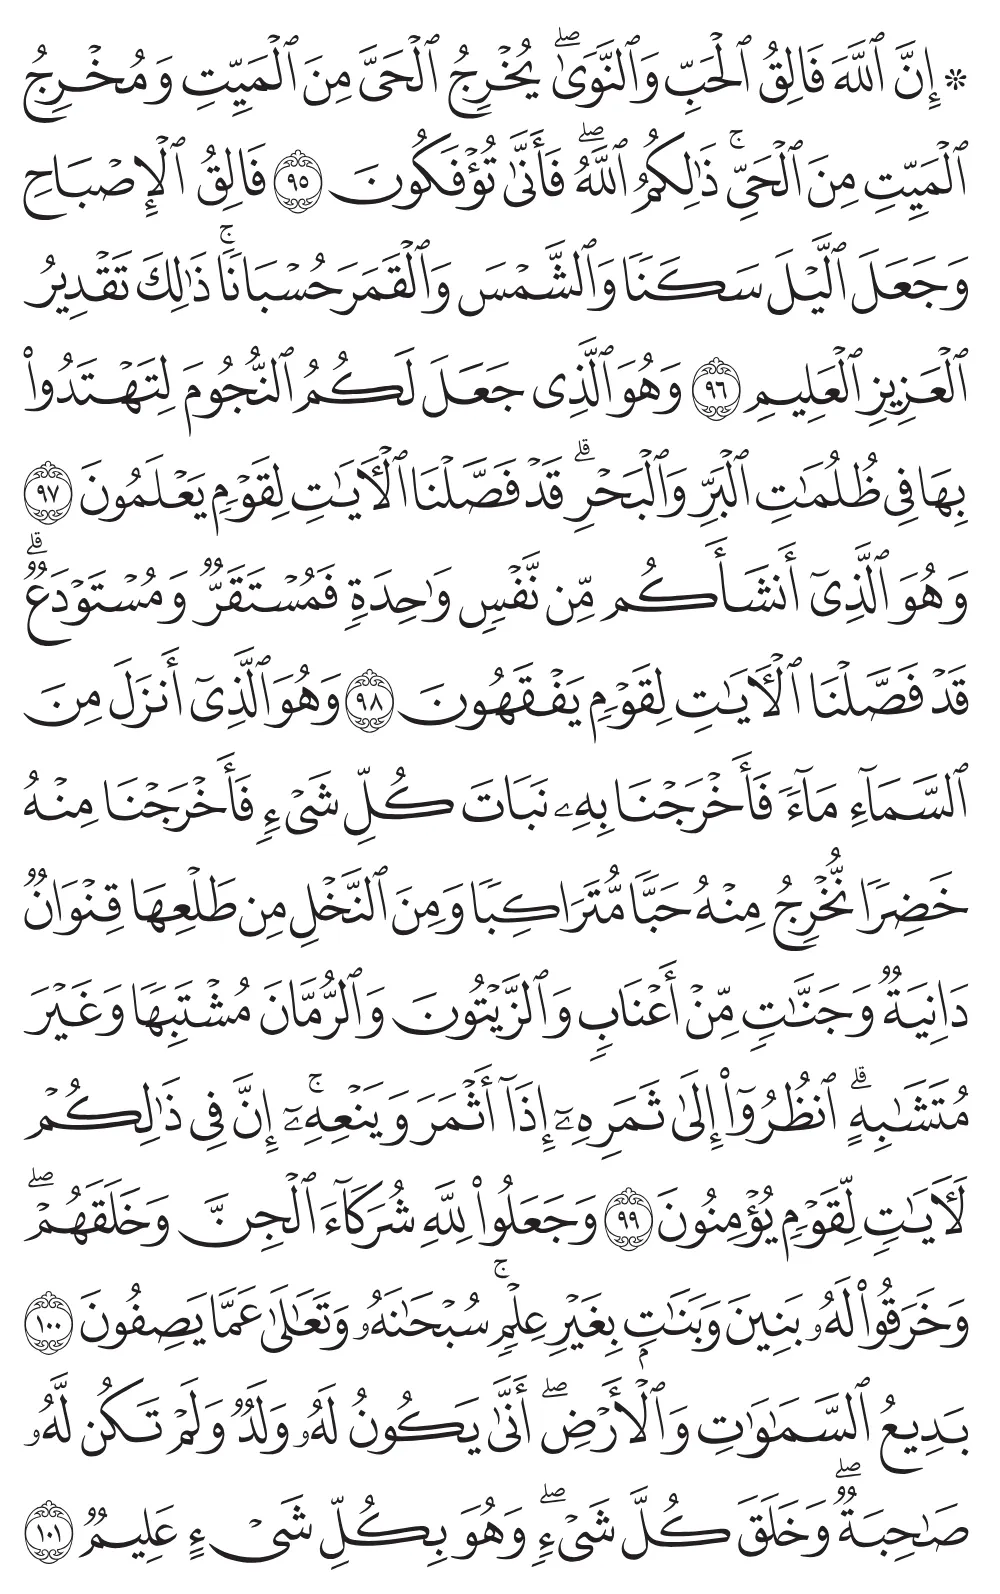 ۞ إِنَّ ٱللَّهَ فَالِقُ ٱلۡحَبِّ وَٱلنَّوَىٰۖ يُخۡرِجُ ٱلۡحَيَّ مِنَ ٱلۡمَيِّتِ وَمُخۡرِجُ
ٱلۡمَيِّتِ مِنَ ٱلۡحَيِّۚ ذَٰلِكُمُ ٱللَّهُۖ فَأَنَّىٰ تُؤۡفَكُونَ ٩٥ فَالِقُ ٱلۡإِصۡبَاحِ
وَجَعَلَ ٱلَّيۡلَ سَكَنٗا وَٱلشَّمۡسَ وَٱلۡقَمَرَ حُسۡبَانٗاۚ ذَٰلِكَ تَقۡدِيرُ
ٱلۡعَزِيزِ ٱلۡعَلِيمِ ٩٦ وَهُوَ ٱلَّذِي جَعَلَ لَكُمُ ٱلنُّجُومَ لِتَهۡتَدُواْ
بِهَا فِي ظُلُمَٰتِ ٱلۡبَرِّ وَٱلۡبَحۡرِۗ قَدۡ فَصَّلۡنَا ٱلۡأٓيَٰتِ لِقَوۡمٖ يَعۡلَمُونَ ٩٧
وَهُوَ ٱلَّذِيٓ أَنشَأَكُم مِّن نَّفۡسٖ وَٰحِدَةٖ فَمُسۡتَقَرّٞ وَمُسۡتَوۡدَعٞۗ
قَدۡ فَصَّلۡنَا ٱلۡأٓيَٰتِ لِقَوۡمٖ يَفۡقَهُونَ ٩٨ وَهُوَ ٱلَّذِيٓ أَنزَلَ مِنَ
ٱلسَّمَآءِ مَآءٗ فَأَخۡرَجۡنَا بِهِۦ نَبَاتَ كُلِّ شَيۡءٖ فَأَخۡرَجۡنَا مِنۡهُ
خَضِرٗا نُّخۡرِجُ مِنۡهُ حَبّٗا مُّتَرَاكِبٗا وَمِنَ ٱلنَّخۡلِ مِن طَلۡعِهَا قِنۡوَانٞ
دَانِيَةٞ وَجَنَّٰتٖ مِّنۡ أَعۡنَابٖ وَٱلزَّيۡتُونَ وَٱلرُّمَّانَ مُشۡتَبِهٗا وَغَيۡرَ
مُتَشَٰبِهٍۗ ٱنظُرُوٓاْ إِلَىٰ ثَمَرِهِۦٓ إِذَآ أَثۡمَرَ وَيَنۡعِهِۦٓۚ إِنَّ فِي ذَٰلِكُمۡ
لَأٓيَٰتٖ لِّقَوۡمٖ يُؤۡمِنُونَ ٩٩ وَجَعَلُواْ لِلَّهِ شُرَكَآءَ ٱلۡجِنَّ وَخَلَقَهُمۡۖ
وَخَرَقُواْ لَهُۥ بَنِينَ وَبَنَٰتِۭ بِغَيۡرِ عِلۡمٖۚ سُبۡحَٰنَهُۥ وَتَعَٰلَىٰ عَمَّا يَصِفُونَ ١٠٠
بَدِيعُ ٱلسَّمَٰوَٰتِ وَٱلۡأَرۡضِۖ أَنَّىٰ يَكُونُ لَهُۥ وَلَدٞ وَلَمۡ تَكُن لَّهُۥ
صَٰحِبَةٞۖ وَخَلَقَ كُلَّ شَيۡءٖۖ وَهُوَ بِكُلِّ شَيۡءٍ عَلِيمٞ ١٠١